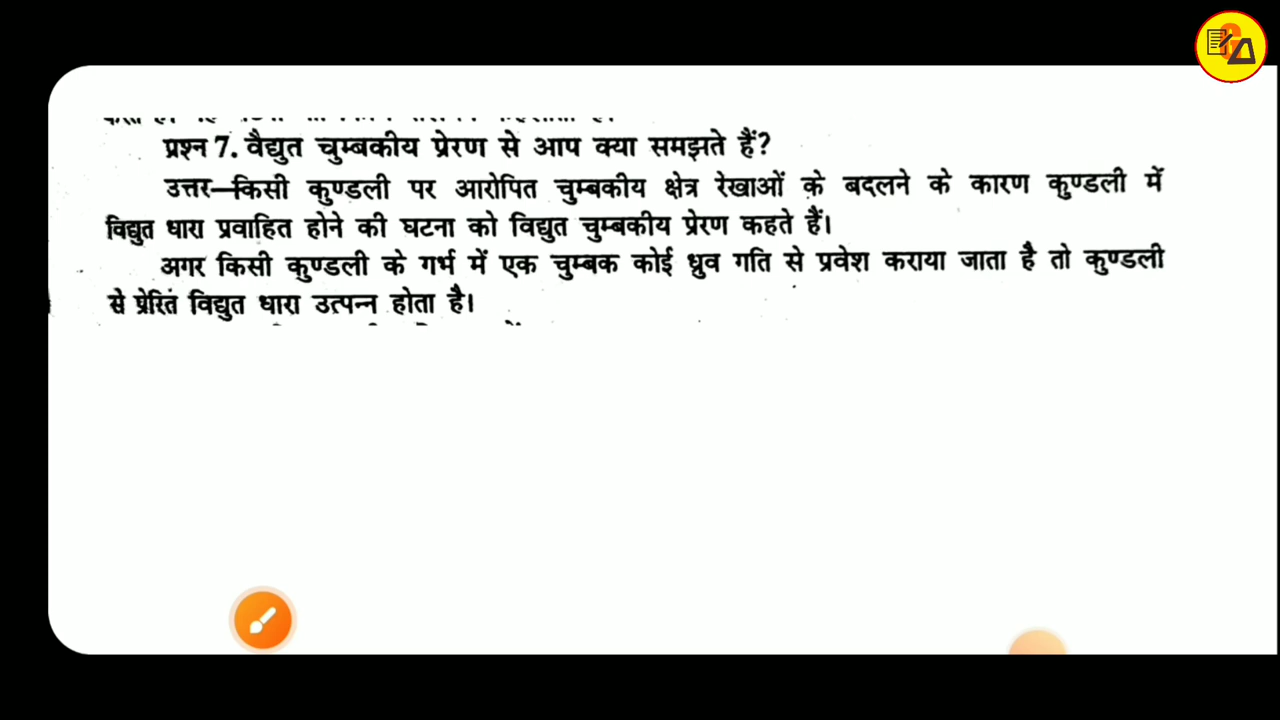 प्रश्न 7. वैद्युत चुम्बकीय प्रेरण से आप क्या समझते हैं?
उत्तर—किसी कुण्डली पर आरोपित चुम्बकीय क्षेत्र रेखाओं के बदलने के कारण कुण्डली में
विद्युत धारा प्रवाहित होने की घटना को विद्युत चुम्बकीय प्रेरण कहते हैं।
अगर किसी कुण्डली के गर्भ में एक चुम्बक कोई ध्रुव गति से प्रवेश कराया जाता है तो कुण्डली
से प्रेरित विद्युत धारा उत्पन्न होता है।